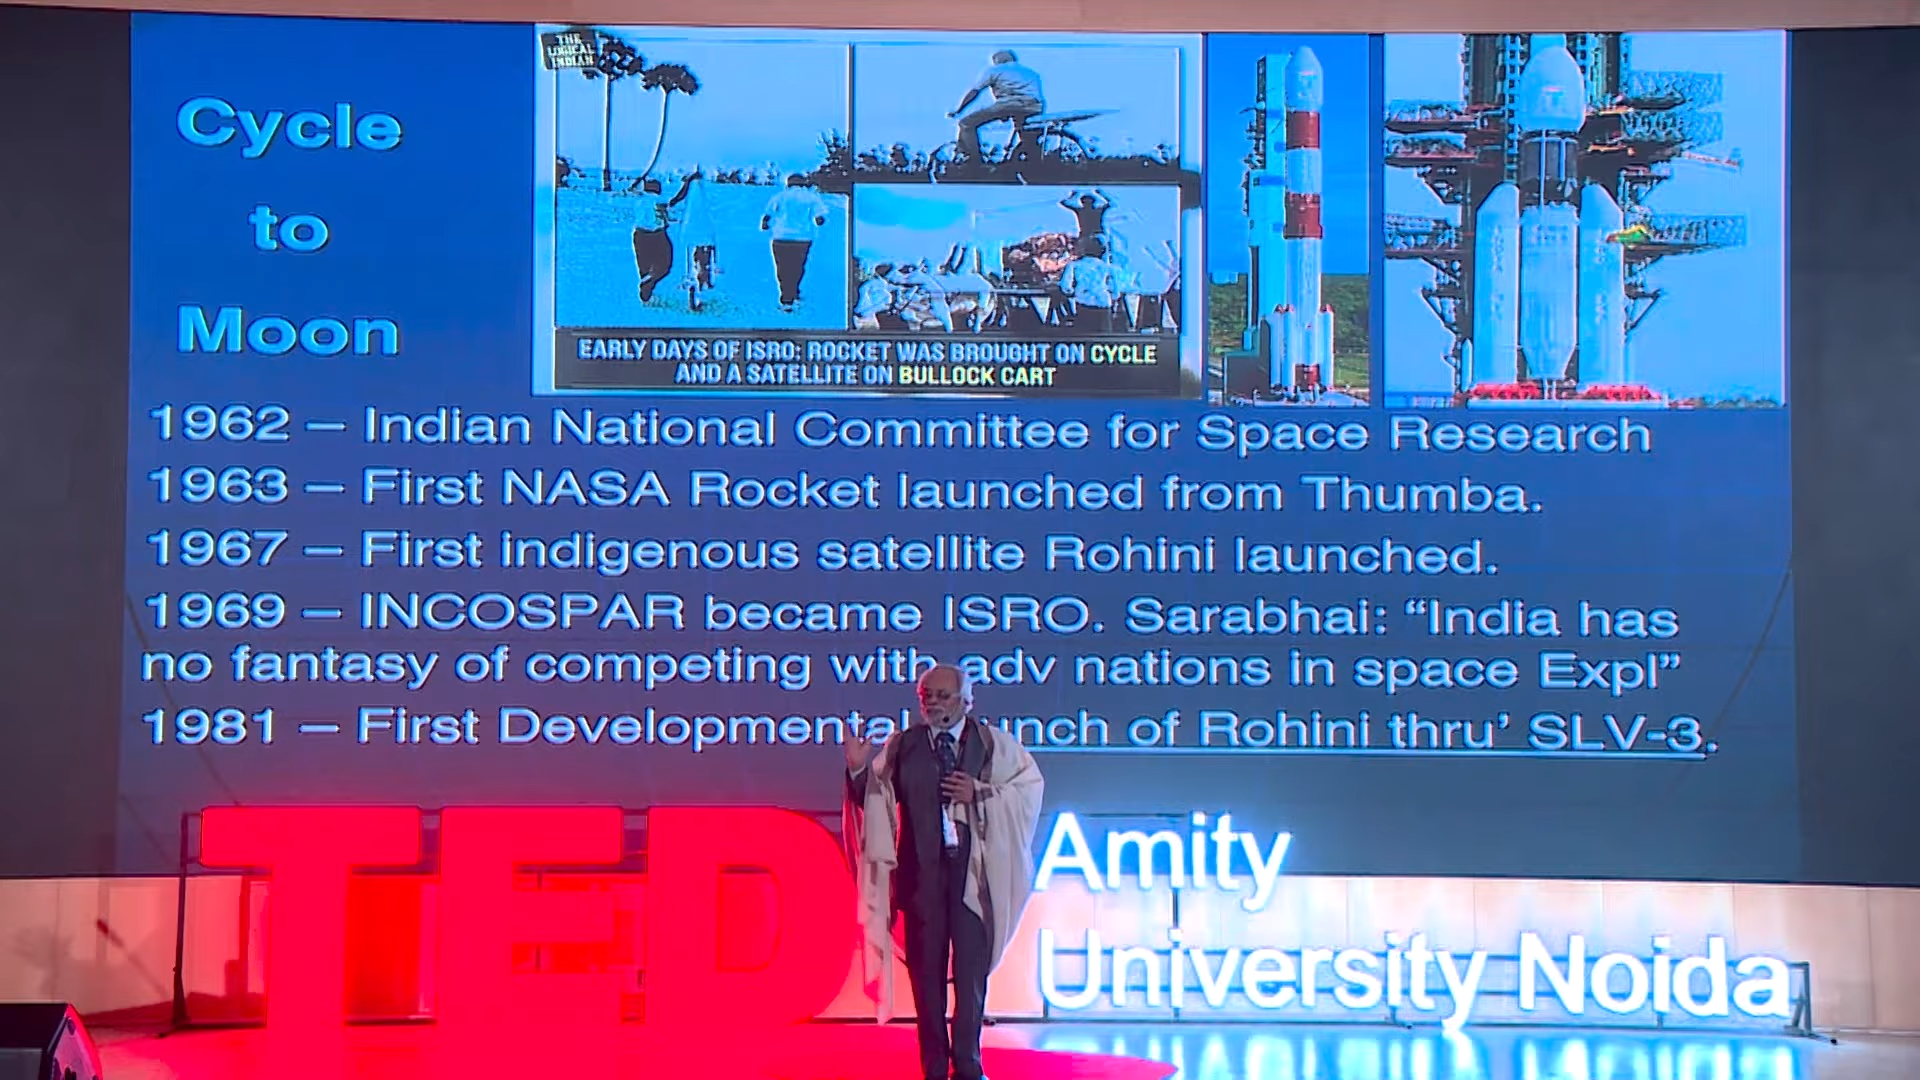 THE
LOGICAL
INDIAN
Cycle
to
Moon
EARLY DAYS OF ISRO: ROCKET WAS BROUGHT ON CYCLE
AND A SATELLITE ON BULLOCK CART
1962 – Indian National Committee for Space Research
1963 – First NASA Rocket launched from Thumba.
1967 – First indigenous satellite Rohini launched.
1969 – INCOSPAR became ISRO. Sarabhai: “India has
no fantasy of competing with adv nations in space Expl”
1981 – First Developmental of Rohini thru’ SLV-3.
TED
Amity
University Noida